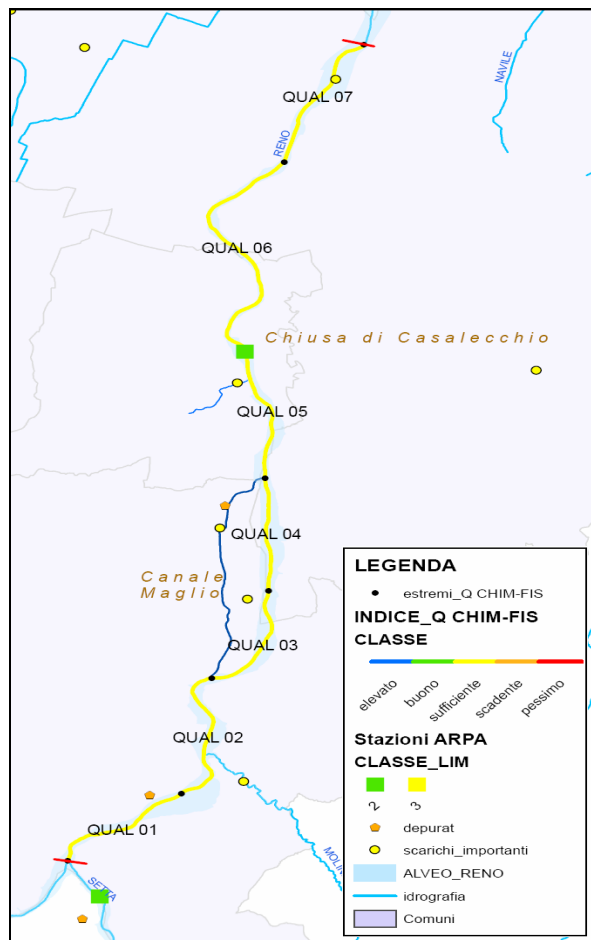 QUAL 07
NAVILE
RENO
QUAL 06
Chiusa di Casalecchio
QUAL 05
QUAL 04
Canale
Maglio
QUAL 03
QUAL 02
QUAL 01
SETTA
LEGENDA
estremi_Q CHIM-FIS
INDICE_Q CHIM-FIS
CLASSE
elevato
buono
sufficiente
scadente
pessimo
Stazioni ARPA
CLASSE_LIM
2
3
depurat
scarichi_importanti
ALVEO_RENO
idrografia
Comuni